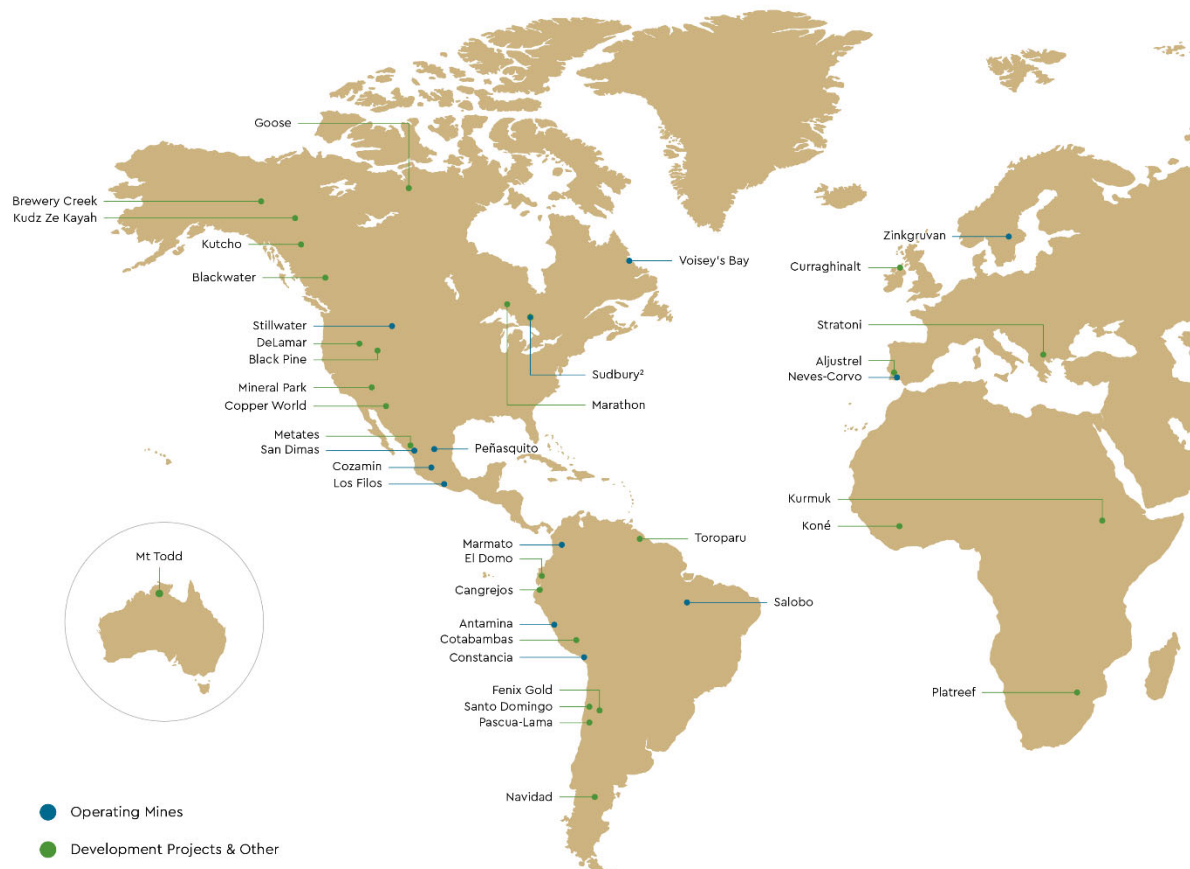 Goose
Brewery Creek
Kudz Ze Kayah
Kutcho
Blackwater
Voisey's Bay
Stillwater
DeLamar
Black Pine
Sudbury²
Mineral Park
Copper World
Marathon
Metates
San Dimas
Peñasquito
Cozamin
Los Filos
Zinkgruvan
Curraghinalt
Stratoni
Aljustrel
Neves-Corvo
Kurmuk
Koné
Mt Todd
Marmato
El Domo
Toroparu
Cangrejos
Salobo
Antamina
Cotabambas
Constancia
Fenix Gold
Santo Domingo
Pascua-Lama
Platreef
Navidad
Operating Mines
Development Projects & Other